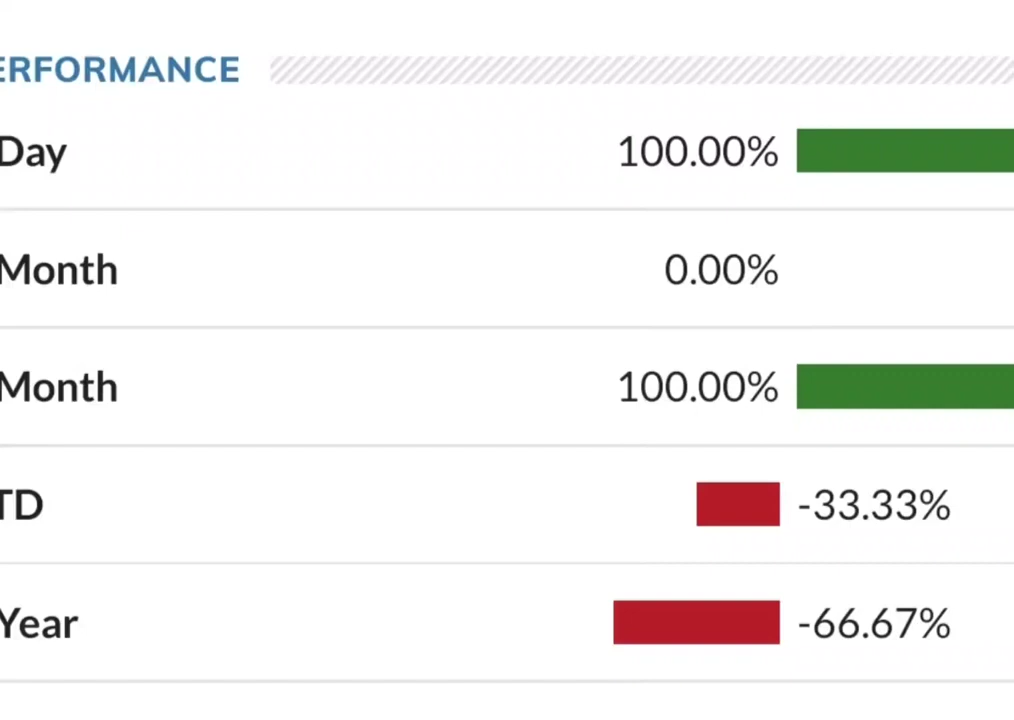 ERFORMANCE
Day 100.00%
Month 0.00%
Month 100.00%
TD -33.33%
Year -66.67%